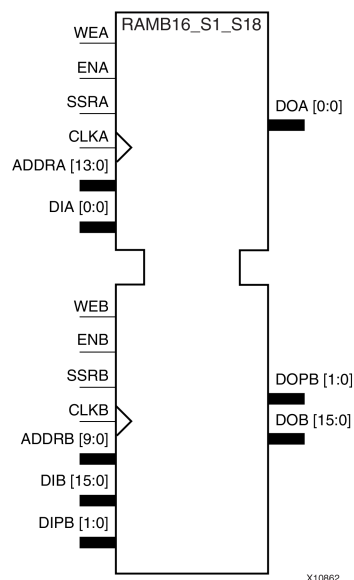 RAMB16_S1_S18
WEA
ENA
SSRA
CLKA
ADDRA [13:0]
DIA [0:0]
DOA [0:0]
WEB
ENB
SSRB
CLKB
ADDRB [9:0]
DIB [15:0]
DIPB [1:0]
DOPB [1:0]
DOB [15:0]
X10862